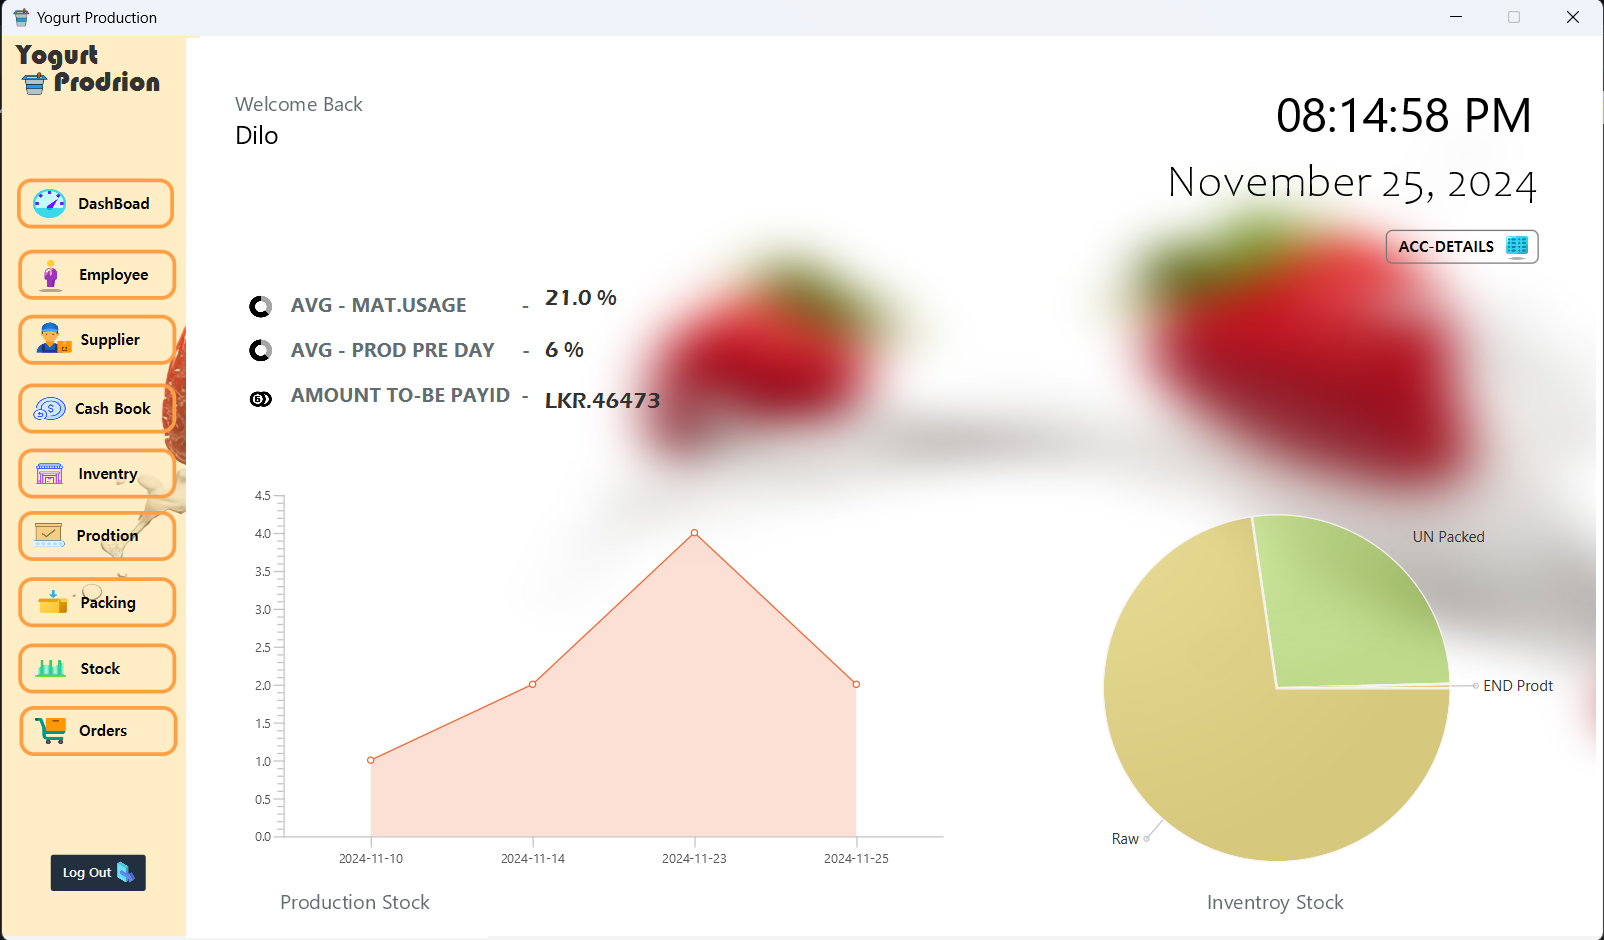 Yogurt Production
Yogurt
Prodrion
DashBoad
Employee
Supplier
Cash Book
Inventry
Prodtion
Packing
Stock
Orders
Log Out
Welcome Back
Dilo
08:14:58 PM
November 25, 2024
ACC-DETAILS
AVG - MAT.USAGE - 21.0 %
AVG - PROD PRE DAY - 6 %
AMOUNT TO-BE PAYID - LKR.46473
4.5
4.0
3.5
3.0
2.5
2.0
1.5
1.0
0.5
0.0
2024-11-10 2024-11-14 2024-11-23 2024-11-25
Production Stock
UN Packed
END Prodt
Raw
Inventroy Stock